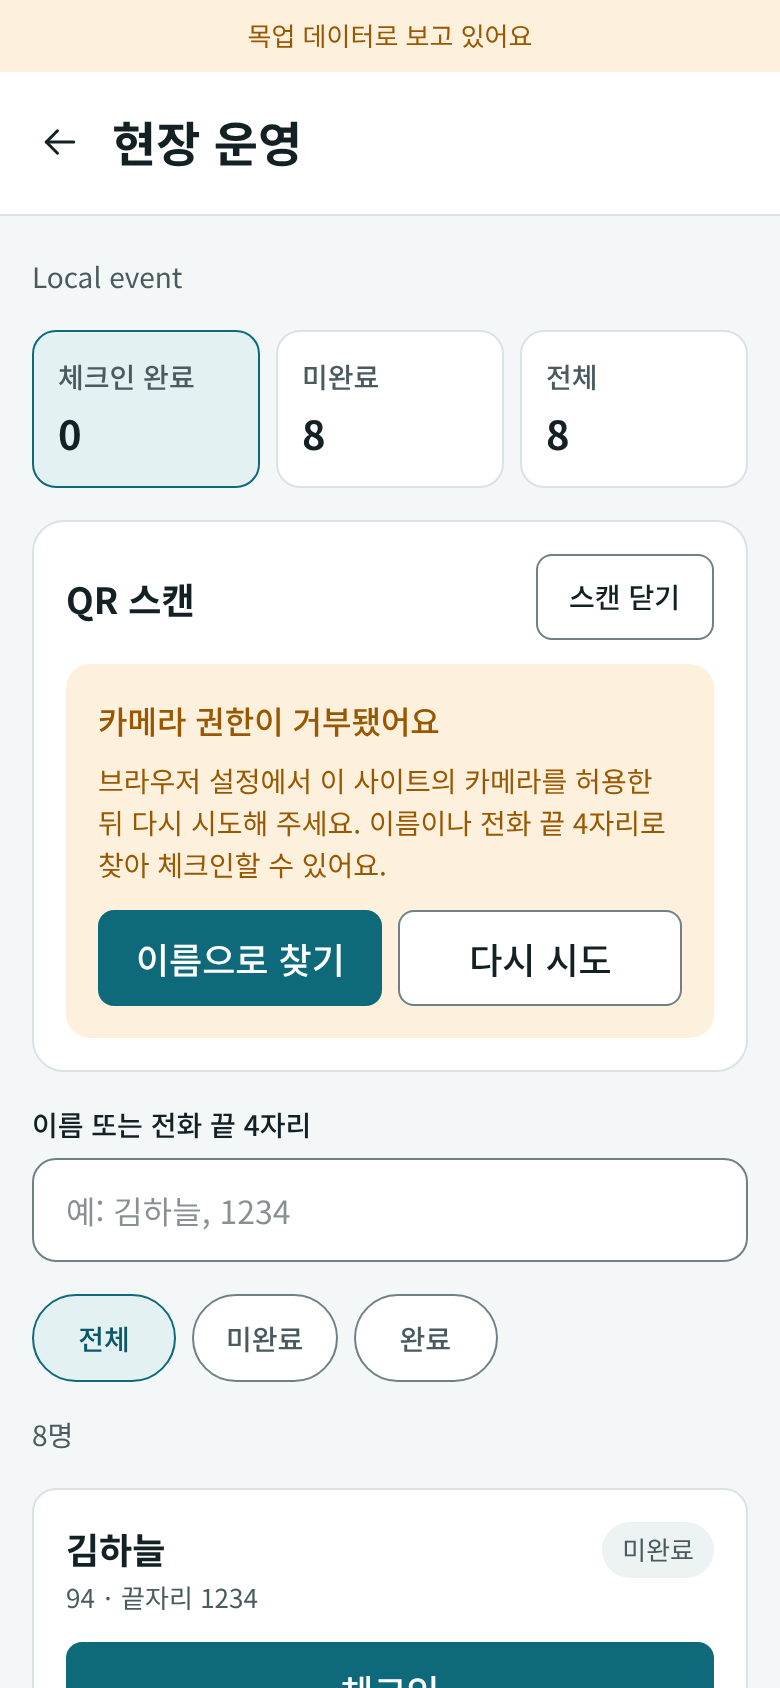 목업 데이터로 보고 있어요
현장 운영
Local event
체크인 완료
0
미완료
8
전체
8
QR 스캔
스캔 닫기
카메라 권한이 거부됐어요
브라우저 설정에서 이 사이트의 카메라를 허용한
뒤 다시 시도해 주세요. 이름이나 전화 끝 4자리로
찾아 체크인할 수 있어요.
이름으로 찾기
다시 시도
이름 또는 전화 끝 4자리
예: 김하늘, 1234
전체
미완료
완료
8명
김하늘
미완료
94 · 끝자리 1234
체크인